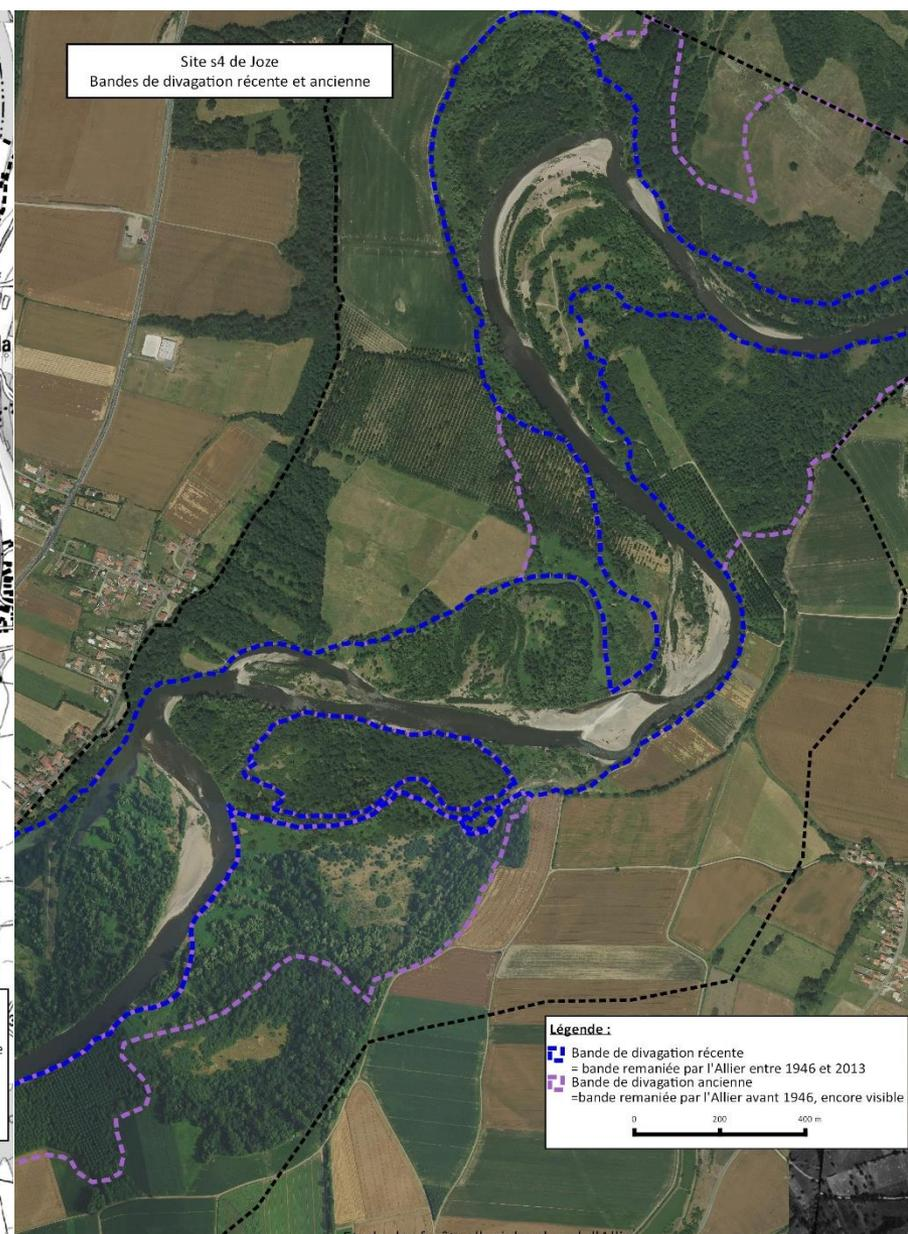 Site s4 de Joze
Bandes de divagation récente et ancienne
la
Légende :
Bande de divagation récente
= bande remaniée par l'Allier entre 1946 et 2013
Bande de divagation ancienne
=bande remaniée par l'Allier avant 1946, encore visible
0 200 400 m